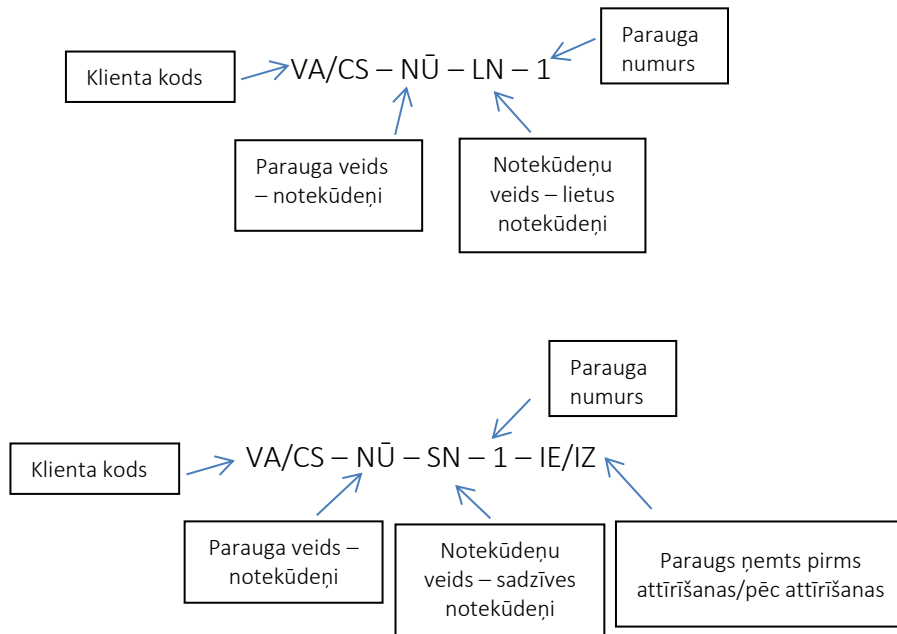 Parauga
numurs
Klienta kods
VA/CS – NŪ – LN – 1
Parauga veids
– notekūdeņi
Notekūdeņu
veids – lietus
notekūdeņi
Parauga
numurs
Klienta kods
VA/CS – NŪ – SN – 1 – IE/IZ
Parauga veids –
notekūdeņi
Notekūdeņu
veids – sadzīves
notekūdeņi
Paraugs ņemts pirms
attīrīšanas/pēc attīrīšanas